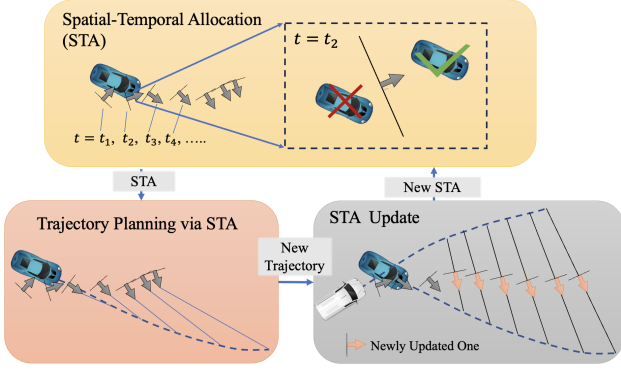 Spatial-Temporal Allocation
(STA)
t = t₂
t = t₁, t₂, t₃, t₄, .....
STA
New STA
Trajectory Planning via STA
New
Trajectory
STA Update
Newly Updated One